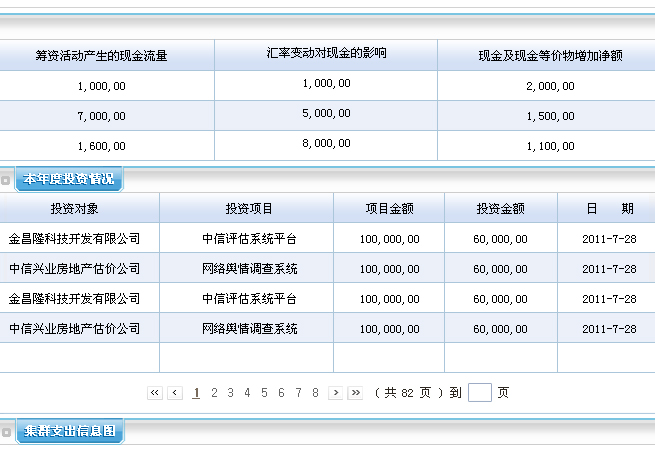 筹资活动产生的现金流量 汇率变动对现金的影响 现金及现金等价物增加净额
1,000,00 1,000,00 2,000,00
7,000,00 5,000,00 1,500,00
1,600,00 8,000,00 1,100,00
本年度投资情况
投资对象 投资项目 项目金额 投资金额 日 期
金昌隆科技开发有限公司 中信评估系统平台 100,000,00 60,000,00 2011-7-28
中信兴业房地产估价公司 网络舆情调查系统 100,000,00 60,000,00 2011-7-28
金昌隆科技开发有限公司 中信评估系统平台 100,000,00 60,000,00 2011-7-28
中信兴业房地产估价公司 网络舆情调查系统 100,000,00 60,000,00 2011-7-28
‹‹ ‹ 1 2 3 4 5 6 7 8 › ›› ( 共 82 页 ) 到 页
集群支出信息图